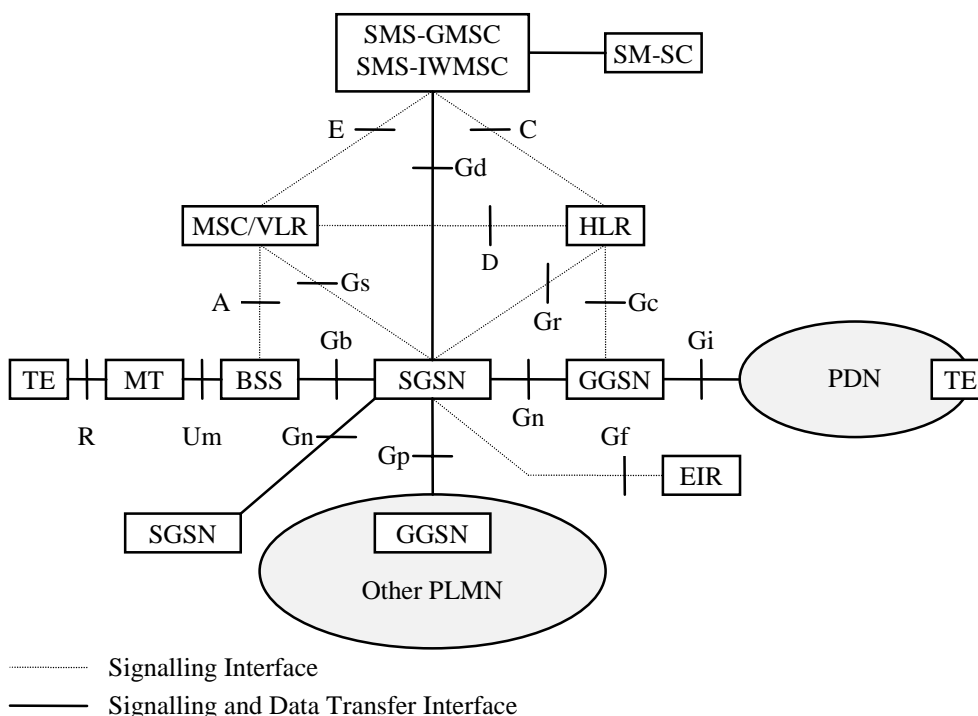 SMS-GMSC
SMS-IWMSC
SM-SC
E
C
Gd
MSC/VLR
HLR
D
Gs
A
Gr
Gc
Gb
Gi
TE
MT
BSS
SGSN
GGSN
PDN
TE
R
Um
Gn
Gn
Gp
Gf
EIR
SGSN
GGSN
Other PLMN
Signalling Interface
Signalling and Data Transfer Interface